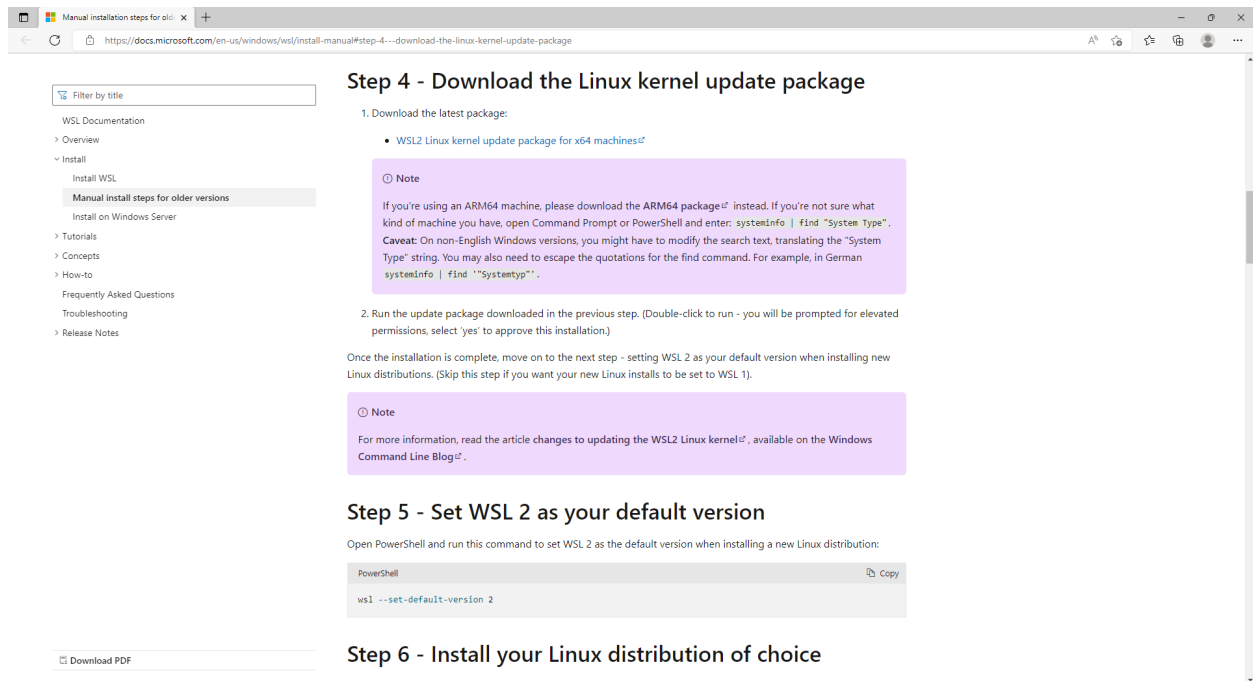 Manual installation steps for old
https://docs.microsoft.com/en-us/windows/wsl/install-manual#step-4---download-the-linux-kernel-update-package
Filter by title
WSL Documentation
Overview
Install
Install WSL
Manual install steps for older versions
Install on Windows Server
Tutorials
Concepts
How-to
Frequently Asked Questions
Troubleshooting
Release Notes
Download PDF
Step 4 - Download the Linux kernel update package
1. Download the latest package:
• WSL2 Linux kernel update package for x64 machines
Note
If you're using an ARM64 machine, please download the ARM64 package instead. If you're not sure what
kind of machine you have, open Command Prompt or PowerShell and enter: systeminfo | find "System Type".
Caveat: On non-English Windows versions, you might have to modify the search text, translating the "System
Type" string. You may also need to escape the quotations for the find command. For example, in German
systeminfo | find '"Systemtyp"'.
2. Run the update package downloaded in the previous step. (Double-click to run - you will be prompted for elevated
permissions, select 'yes' to approve this installation.)
Once the installation is complete, move on to the next step - setting WSL 2 as your default version when installing new
Linux distributions. (Skip this step if you want your new Linux installs to be set to WSL 1).
Note
For more information, read the article changes to updating the WSL2 Linux kernel, available on the Windows
Command Line Blog.
Step 5 - Set WSL 2 as your default version
Open PowerShell and run this command to set WSL 2 as the default version when installing a new Linux distribution:
PowerShell
Copy
wsl --set-default-version 2
Step 6 - Install your Linux distribution of choice